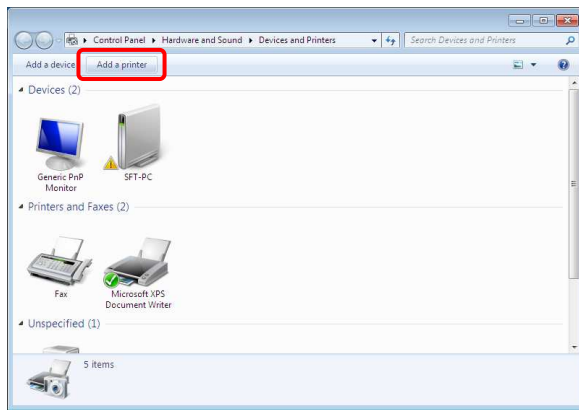 Control Panel ▸ Hardware and Sound ▸ Devices and Printers
Search Devices and Printers
Add a device
Add a printer
Devices (2)
Generic PnP
Monitor
SFT-PC
Printers and Faxes (2)
Fax
Microsoft XPS
Document Writer
Unspecified (1)
5 items